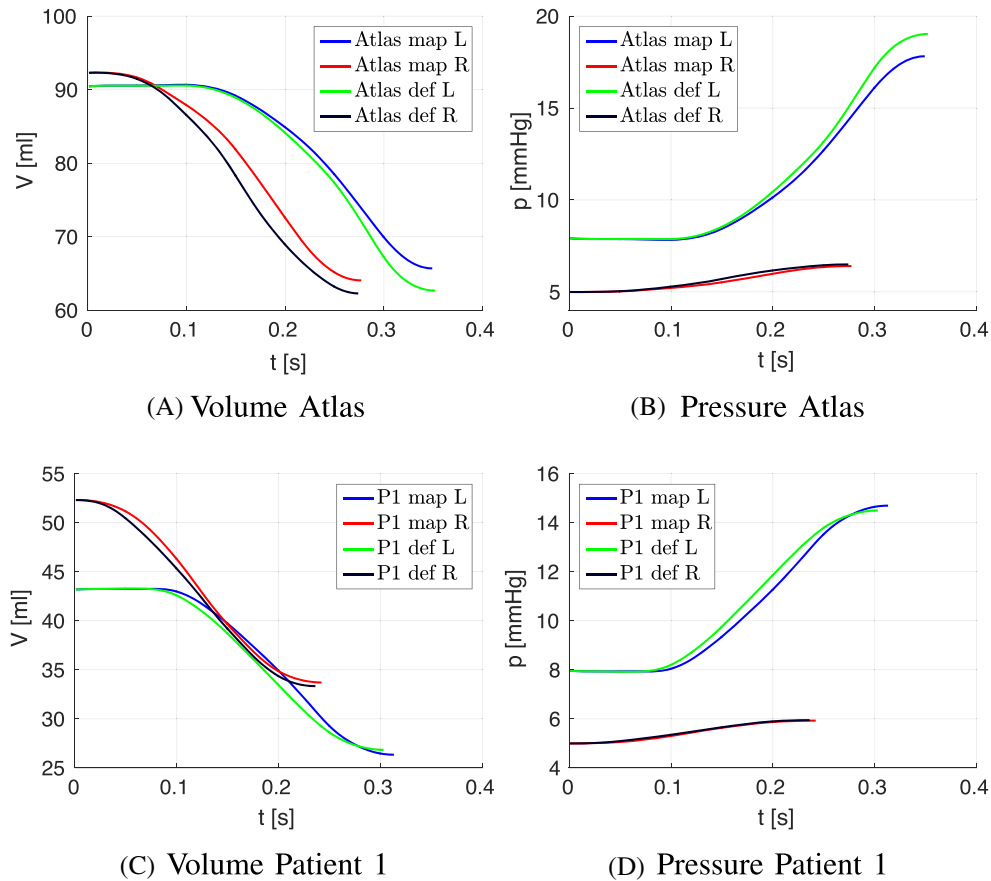 100
90
80
70
60
V [ml]
0
0.1
0.2
0.3
0.4
t [s]
Atlas map L
Atlas map R
Atlas def L
Atlas def R
(A) Volume Atlas
20
15
10
5
p [mmHg]
0
0.1
0.2
0.3
0.4
t [s]
Atlas map L
Atlas map R
Atlas def L
Atlas def R
(B) Pressure Atlas
55
50
45
40
35
30
25
V [ml]
0
0.1
0.2
0.3
0.4
t [s]
P1 map L
P1 map R
P1 def L
P1 def R
(C) Volume Patient 1
16
14
12
10
8
6
4
p [mmHg]
0
0.1
0.2
0.3
0.4
t [s]
P1 map L
P1 map R
P1 def L
P1 def R
(D) Pressure Patient 1